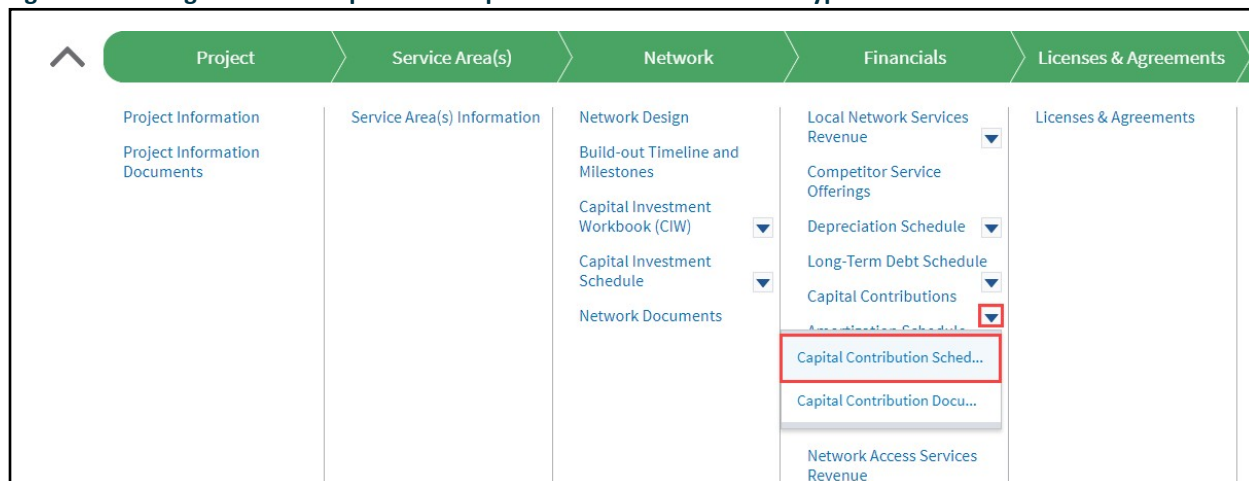 Project
Service Area(s)
Network
Financials
Licenses & Agreements
Project Information
Project Information
Documents
Service Area(s) Information
Network Design
Build-out Timeline and
Milestones
Capital Investment
Workbook (CIW)
Capital Investment
Schedule
Network Documents
Local Network Services
Revenue
Competitor Service
Offerings
Depreciation Schedule
Long-Term Debt Schedule
Capital Contributions
Amortization Schedule
Capital Contribution Sched...
Capital Contribution Docu...
Network Access Services
Revenue
Licenses & Agreements